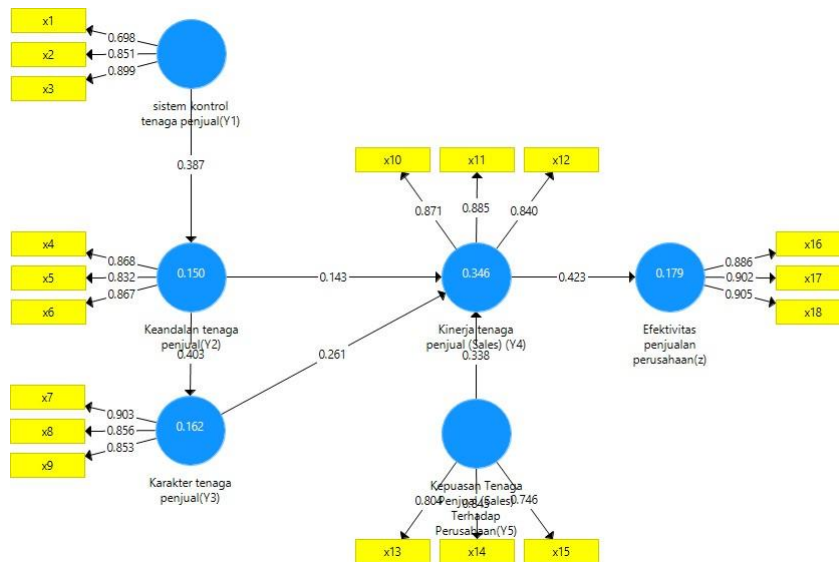 x1
0.698
x2
0.851
x3
0.899
sistem kontrol
tenaga penjual(Y1)
0.387
x10
x11
x12
0.871
0.885
0.840
x4
0.868
x5
0.832
x6
0.867
0.150
0.143
0.346
0.423
0.179
0.886
x16
0.902
x17
0.905
x18
Keandalan tenaga
penjual(Y2)
Kinerja tenaga
penjual (Sales) (Y4)
Efektivitas
penjualan
perusahaan(z)
0.403
0.261
0.338
x7
0.903
x8
0.856
x9
0.853
0.162
Karakter tenaga
penjual(Y3)
Kepuasan Tenaga
Penjual (Sales)
Terhadap
Perusahaan(Y5)
0.804
0.845
0.746
x13
x14
x15